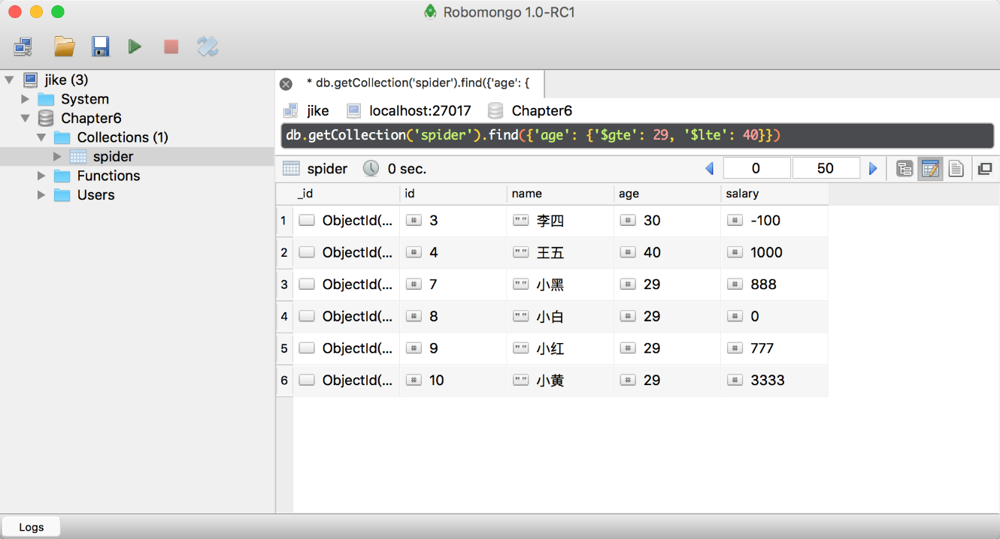 Robomongo 1.0-RC1
jike (3)
System
Chapter6
Collections (1)
spider
Functions
Users
* db.getCollection('spider').find({'age': {
jike localhost:27017 Chapter6
db.getCollection('spider').find({'age': {'$gte': 29, '$lte': 40}})
spider 0 sec. 0 50
_id id name age salary
1 ObjectId(... # 3 " " 李四 # 30 # -100
2 ObjectId(... # 4 " " 王五 # 40 # 1000
3 ObjectId(... # 7 " " 小黑 # 29 # 888
4 ObjectId(... # 8 " " 小白 # 29 # 0
5 ObjectId(... # 9 " " 小红 # 29 # 777
6 ObjectId(... # 10 " " 小黄 # 29 # 3333
Logs